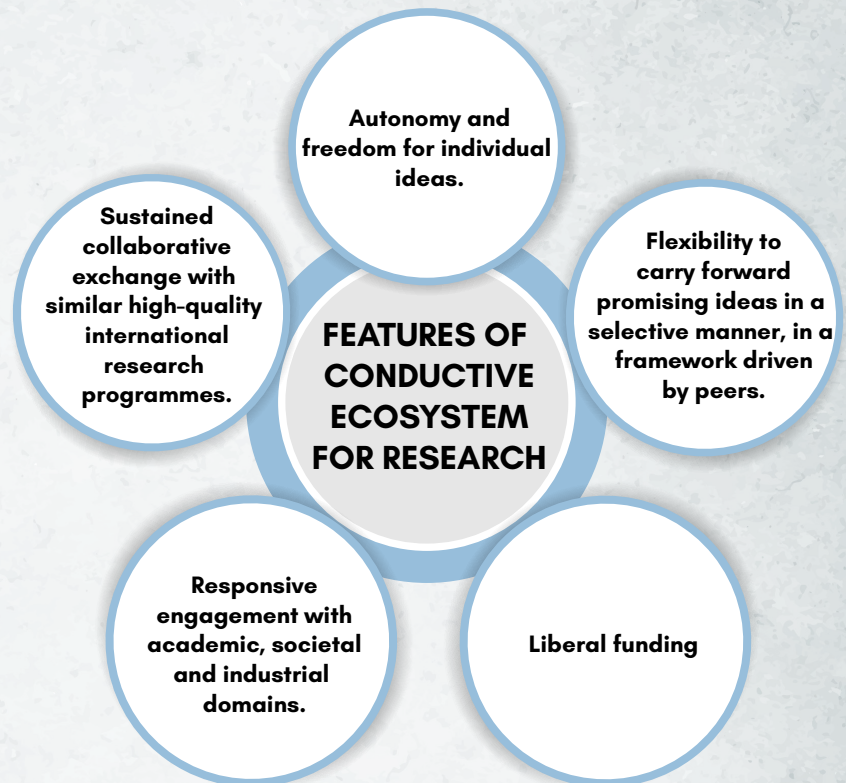 Autonomy and
freedom for individual
ideas.
Sustained
collaborative
exchange with
similar high-quality
international
research
programmes.
Flexibility to
carry forward
promising ideas in a
selective manner, in a
framework driven
by peers.
FEATURES OF
CONDUCTIVE
ECOSYSTEM
FOR RESEARCH
Responsive
engagement with
academic, societal
and industrial
domains.
Liberal funding